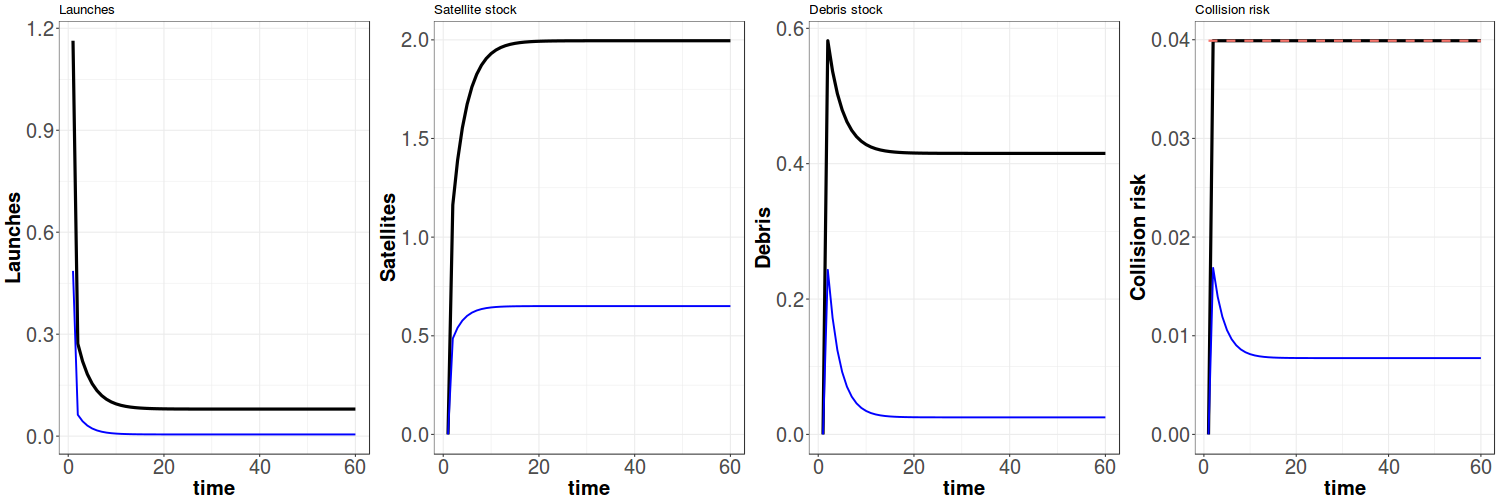 Launches
Launches
1.2
0.9
0.6
0.3
0.0
0 20 40 60
time
Satellite stock
Satellites
2.0
1.5
1.0
0.5
0.0
0 20 40 60
time
Debris stock
Debris
0.6
0.4
0.2
0.0
0 20 40 60
time
Collision risk
Collision risk
0.04
0.03
0.02
0.01
0.00
0 20 40 60
time